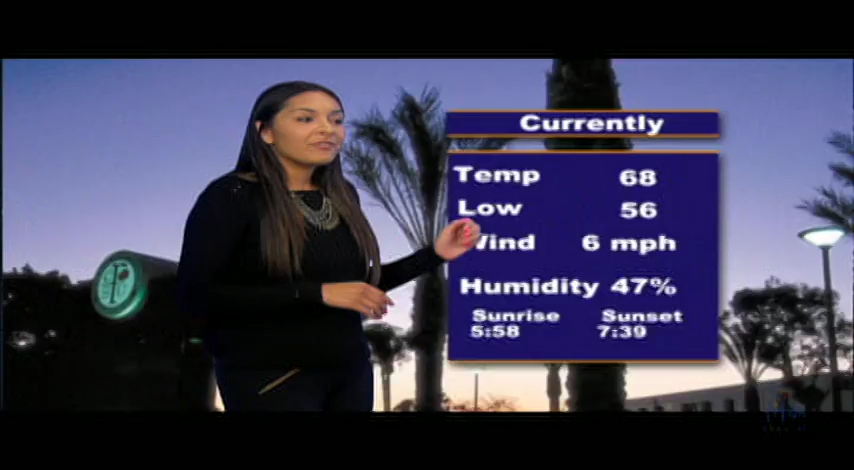 Currently
Temp 68
Low 56
Wind 6 mph
Humidity 47%
Sunrise Sunset
5:58 7:39